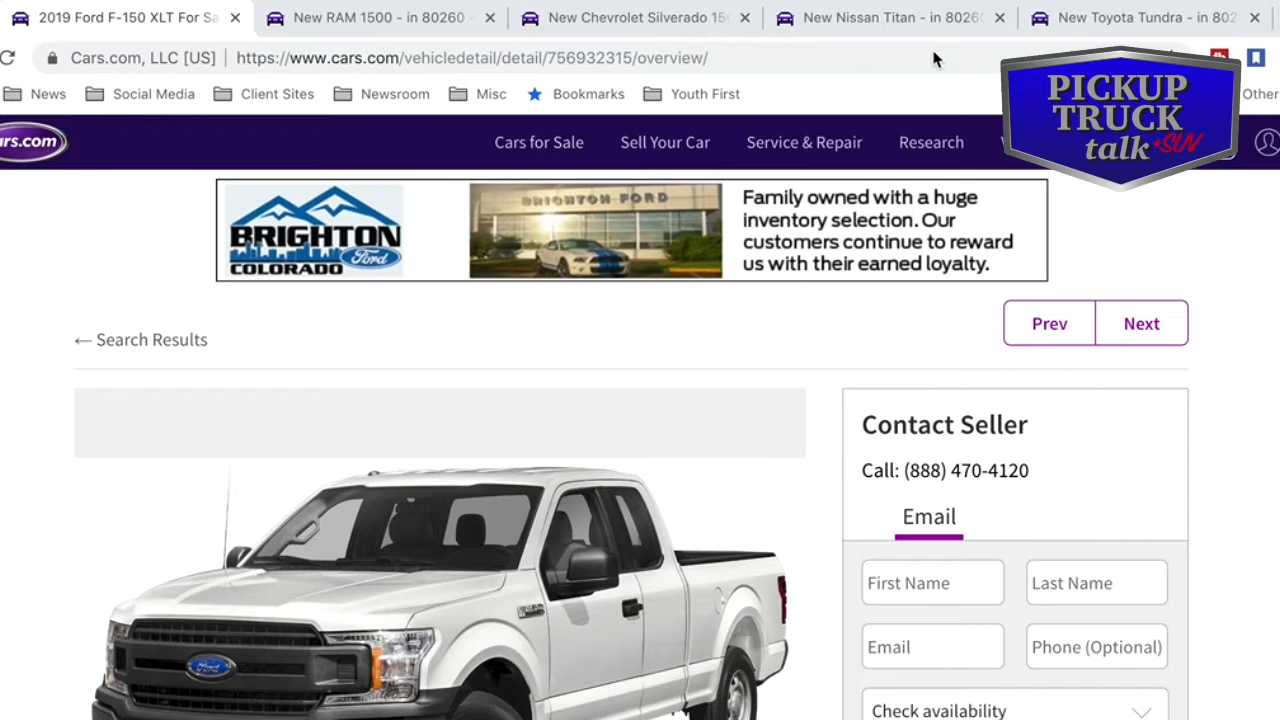 2019 Ford F-150 XLT For Sa
New RAM 1500 - in 80260
New Chevrolet Silverado 15
New Nissan Titan - in 8026
New Toyota Tundra - in 802
Cars.com, LLC [US] | https://www.cars.com/vehicledetail/detail/756932315/overview/
News Social Media Client Sites Newsroom Misc Bookmarks Youth First Other
PICKUP
TRUCK
talk +SUV
ars.com Cars for Sale Sell Your Car Service & Repair Research
BRIGHTON
Ford
COLORADO
BRIGHTON FORD
Family owned with a huge
inventory selection. Our
customers continue to reward
us with their earned loyalty.
← Search Results
Prev Next
Contact Seller
Call: (888) 470-4120
Email
First Name Last Name
Email Phone (Optional)
Check availability
Ford